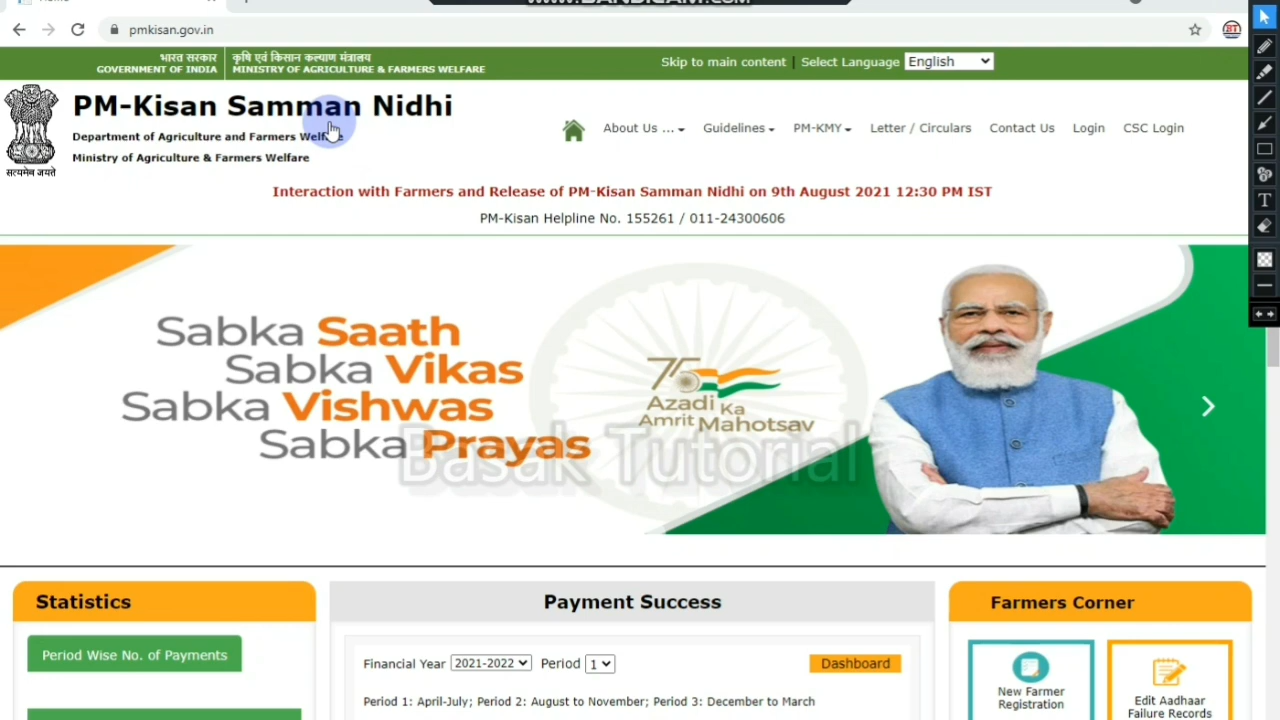 www.BANDICAM.COM
pmkisan.gov.in
भारत सरकार
GOVERNMENT OF INDIA
कृषि एवं किसान कल्याण मंत्रालय
MINISTRY OF AGRICULTURE & FARMERS WELFARE
Skip to main content | Select Language English
सत्यमेव जयते
PM-Kisan Samman Nidhi
Department of Agriculture and Farmers Welfare
Ministry of Agriculture & Farmers Welfare
About Us ... Guidelines PM-KMY Letter / Circulars Contact Us Login CSC Login
Interaction with Farmers and Release of PM-Kisan Samman Nidhi on 9th August 2021 12:30 PM IST
PM-Kisan Helpline No. 155261 / 011-24300606
Sabka Saath
Sabka Vikas
Sabka Vishwas
Sabka Prayas
75
Azadi Ka
Amrit Mahotsav
Basak Tutorial
Statistics
Period Wise No. of Payments
Payment Success
Financial Year 2021-2022 Period 1 Dashboard
Period 1: April-July; Period 2: August to November; Period 3: December to March
Farmers Corner
New Farmer
Registration
Edit Aadhaar
Failure Records
BT
T